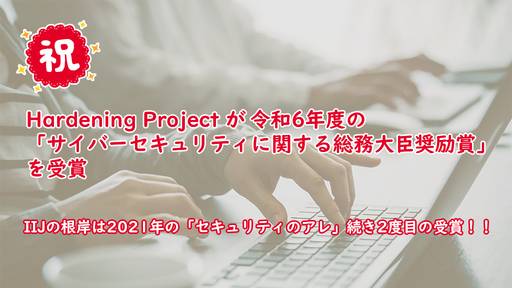 祝
Hardening Project が 令和6年度の
「サイバーセキュリティに関する総務大臣奨励賞」
を受賞
IIJの根岸は2021年の「セキュリティのアレ」続き2度目の受賞！！